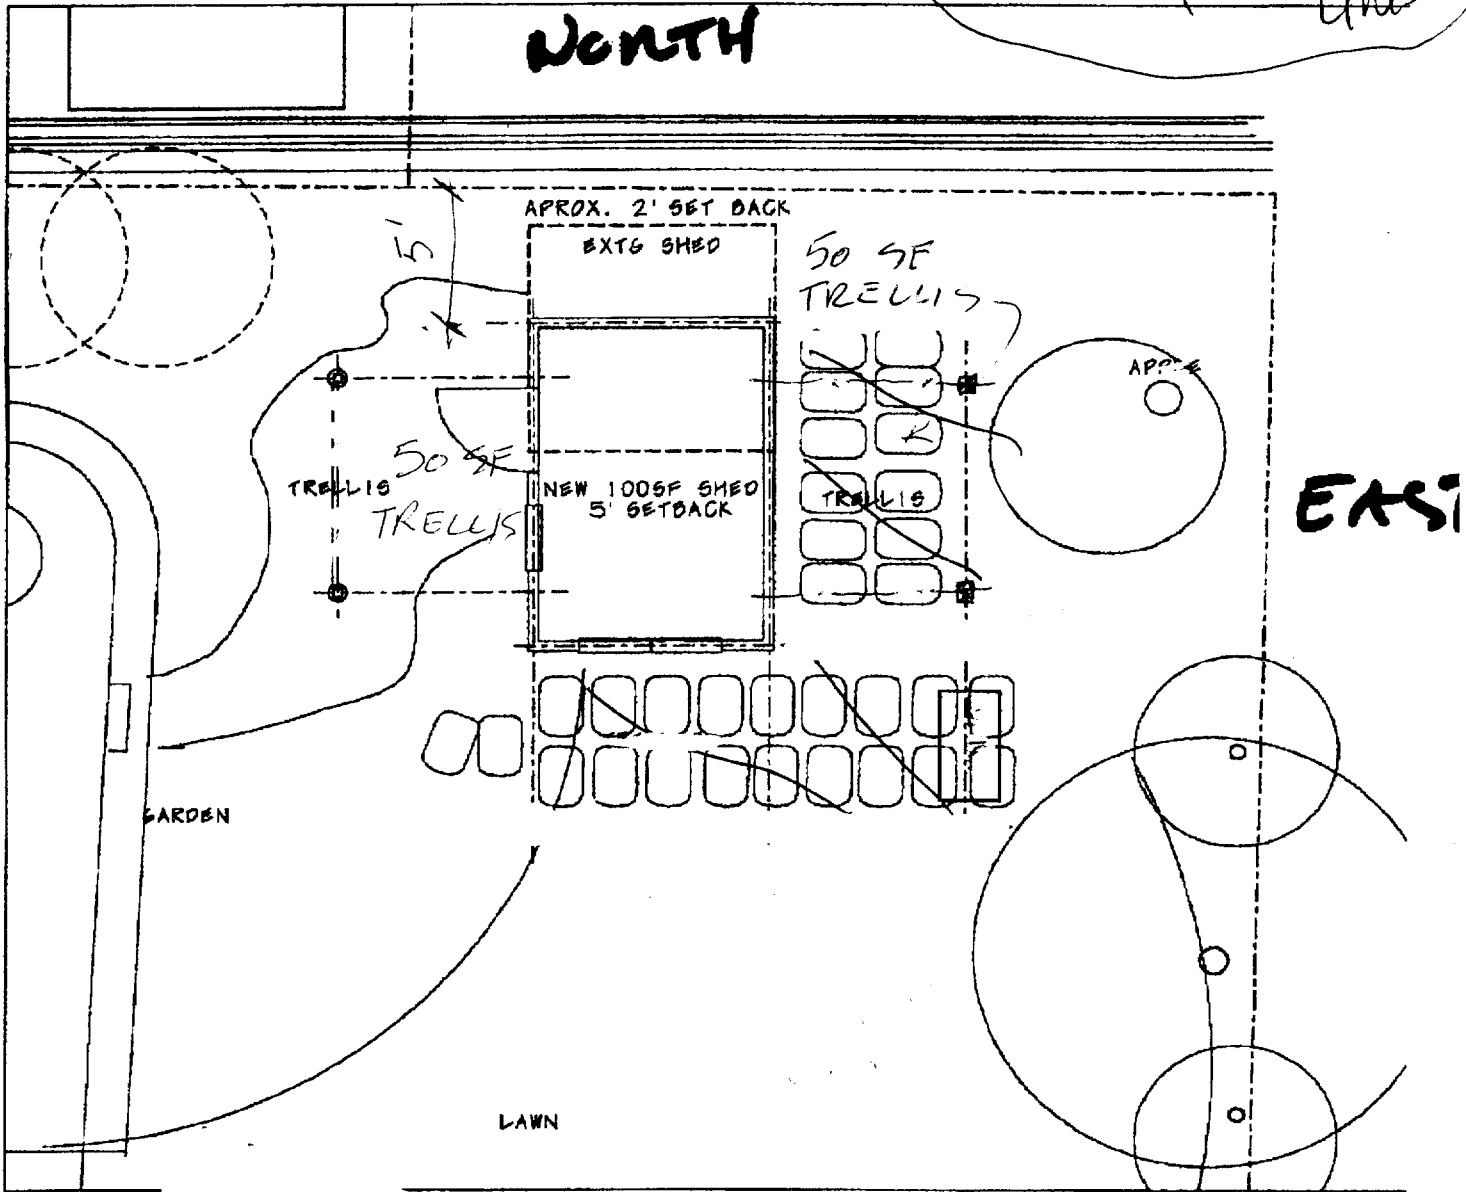 NORTH
APROX. 2' SET BACK
EXTG SHED
5'
50 SF
TRELLIS
50 SF
TRELLIS
TRELLIS
NEW 100SF SHED
5' SETBACK
TRELLIS
EAST
GARDEN
LAWN